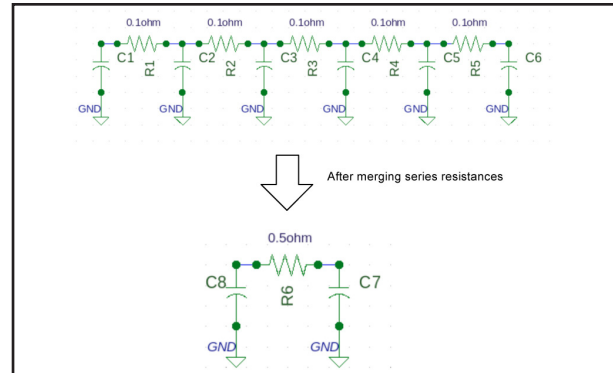 0.1ohm 0.1ohm 0.1ohm 0.1ohm 0.1ohm
C1 R1 C2 R2 C3 R3 C4 R4 C5 R5 C6
GND GND GND GND GND GND
After merging series resistances
0.5ohm
C8 R6 C7
GND GND